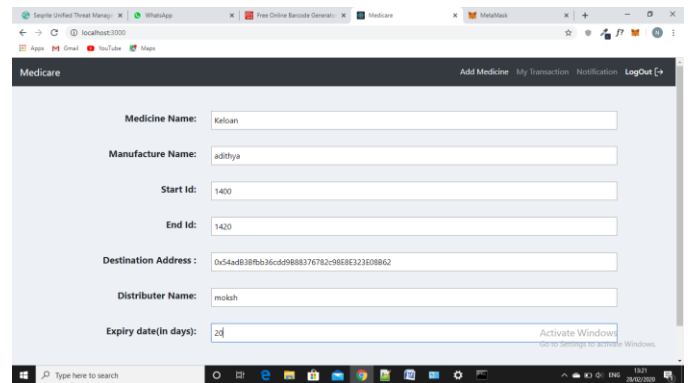 Seqrite Unified Threat Manage
WhatsApp
Free Online Barcode Generator
Medicare
MetaMask
localhost:3000
Apps
Gmail
YouTube
Maps
Medicare
Add Medicine
My Transaction
Notification
LogOut
Medicine Name:
Keloan
Manufacture Name:
adithya
Start Id:
1400
End Id:
1420
Destination Address :
0x54adB3Bfbb36cdd9B88376782c98E8E323E08B62
Distributer Name:
moksh
Expiry date(in days):
20
Activate Windows
Go to Settings to activate Windows.
Type here to search
ENG
13:21
28/02/2020